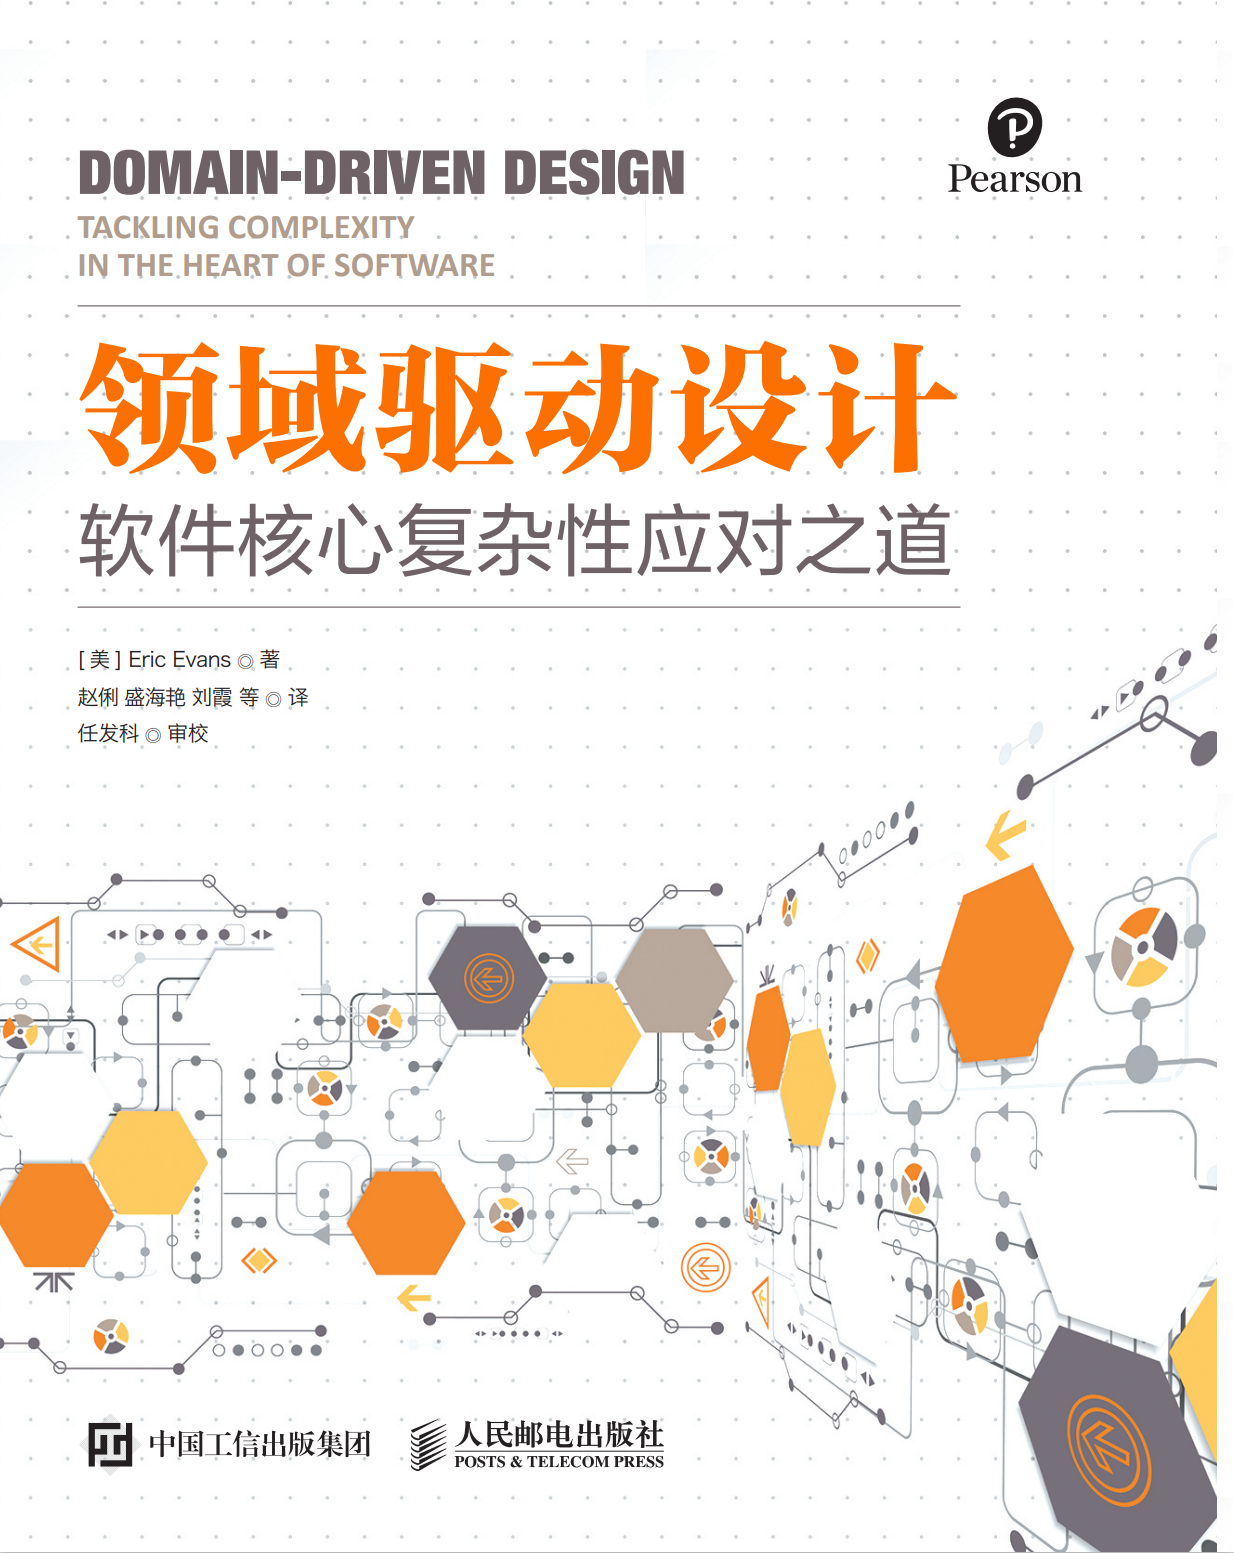 DOMAIN-DRIVEN DESIGN
TACKLING COMPLEXITY
IN THE HEART OF SOFTWARE
Pearson
领域驱动设计
软件核心复杂性应对之道
[ 美 ] Eric Evans ◎ 著
赵俐 盛海艳 刘霞 等 ◎ 译
任发科 ◎ 审校
中国工信出版集团
人民邮电出版社
POSTS & TELECOM PRESS